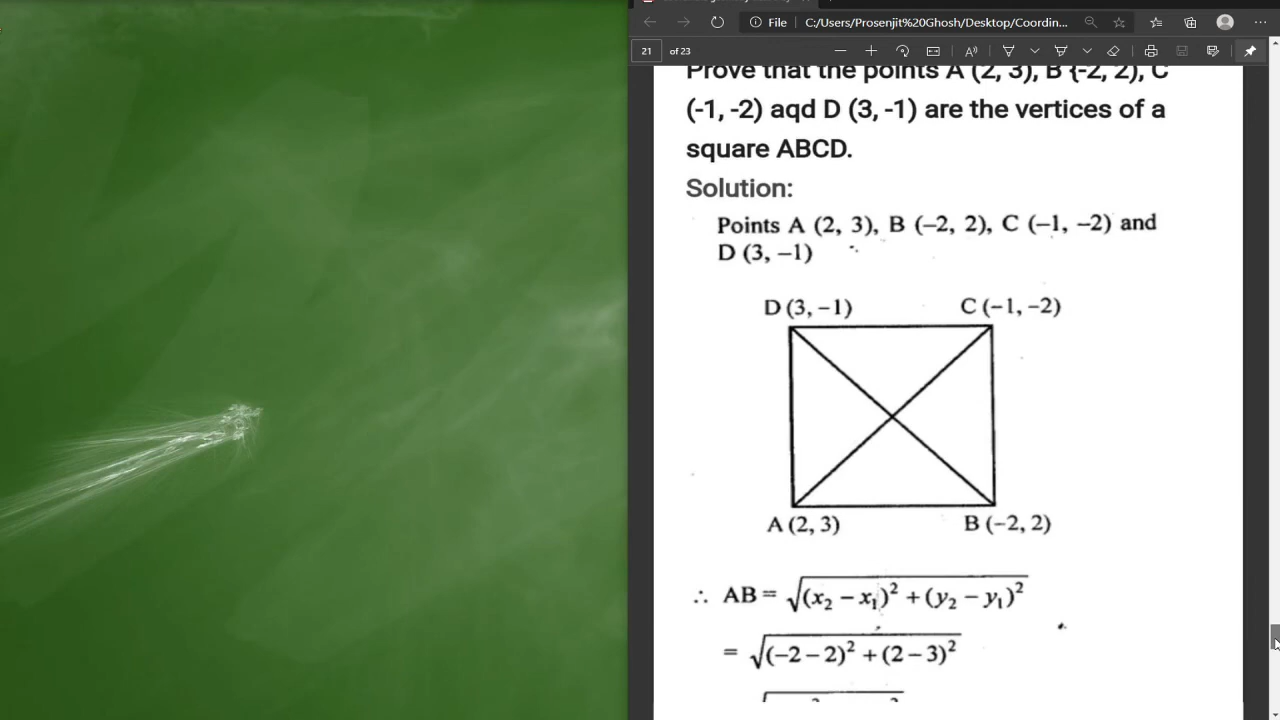 File C:/Users/Prosenjit%20Ghosh/Desktop/Coordin...
21 of 23
Prove that the points A (2, 3), B {-2, 2), C
(-1, -2) aqd D (3, -1) are the vertices of a
square ABCD.
Solution:
Points A (2, 3), B (−2, 2), C (−1, −2) and
D (3, −1)
D (3, −1) C (−1, −2)
A (2, 3) B (−2, 2)
∴ AB = √(x₂ − x₁)² + (y₂ − y₁)²
= √(−2 − 2)² + (2 − 3)²